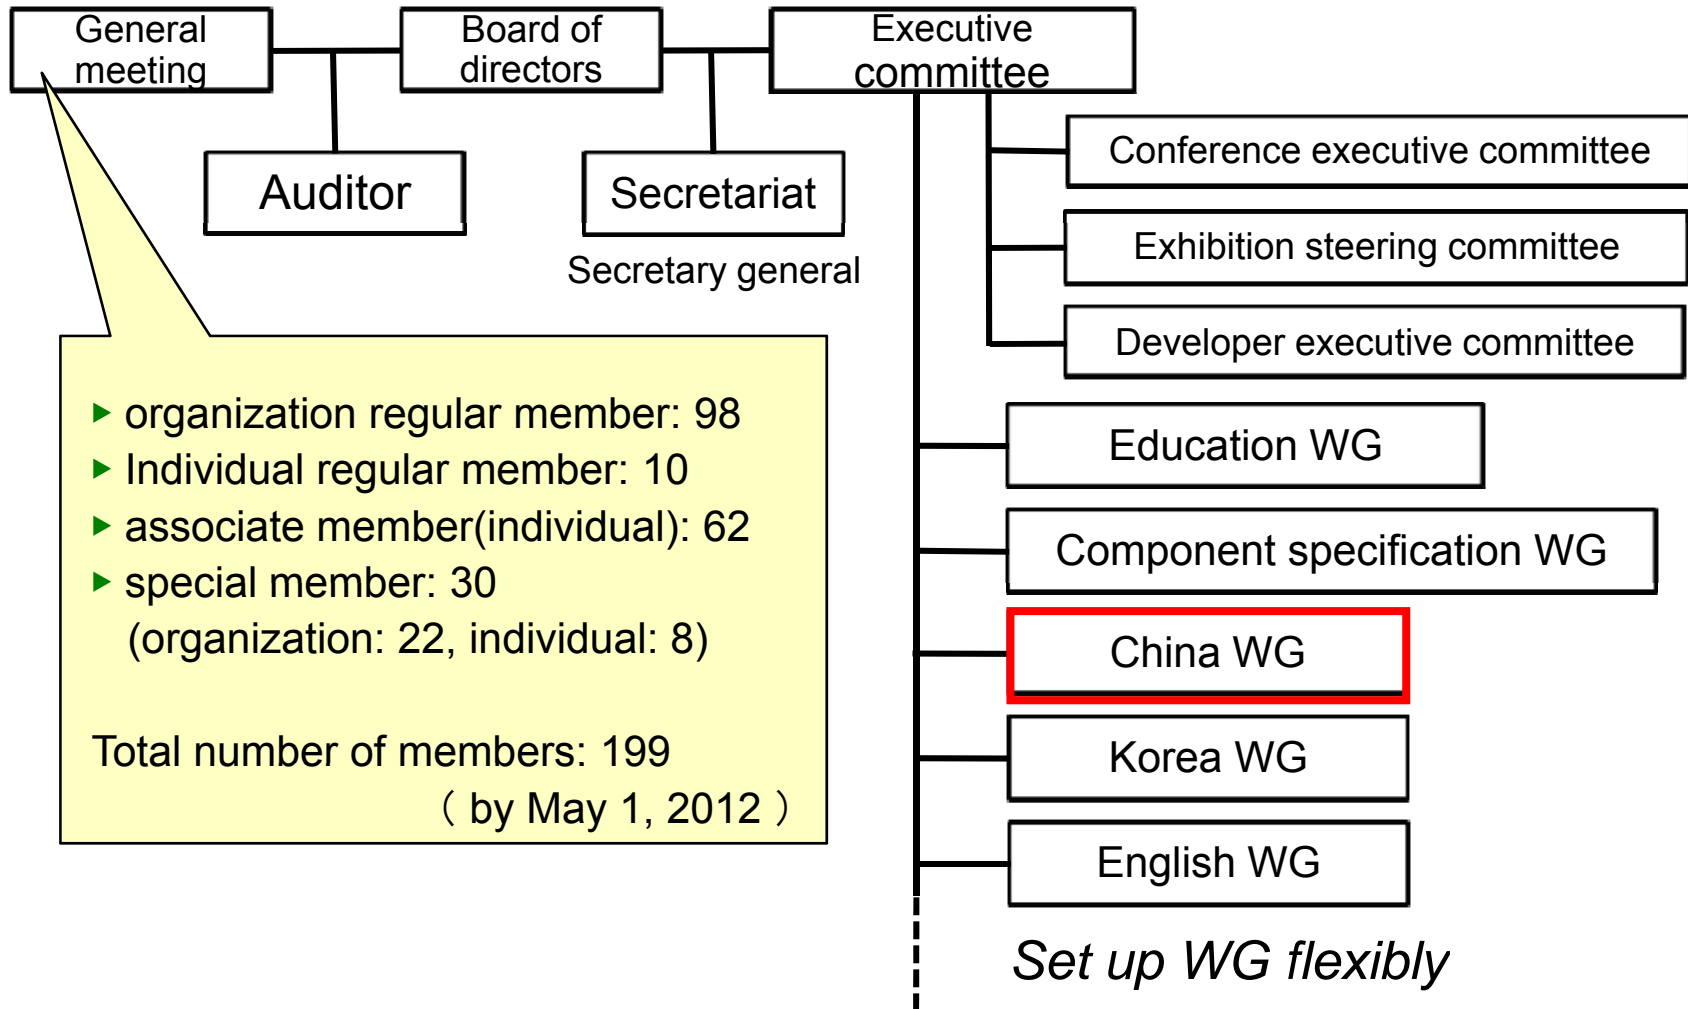 General
meeting
Board of
directors
Executive
committee
Auditor
Secretariat
Secretary general
Conference executive committee
Exhibition steering committee
Developer executive committee
organization regular member: 98
Individual regular member: 10
associate member(individual): 62
special member: 30
(organization: 22, individual: 8)
Total number of members: 199
（ by May 1, 2012 ）
Education WG
Component specification WG
China WG
Korea WG
English WG
Set up WG flexibly